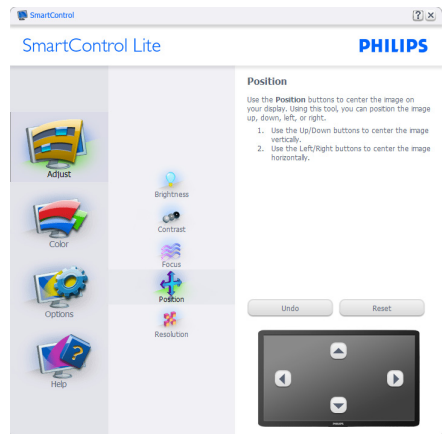 SmartControl
? x
SmartControl Lite
PHILIPS
Adjust
Color
Options
Help
Brightness
Contrast
Focus
Position
Resolution
Position
Use the Position buttons to center the image on
your display. Using this tool, you can position the image
up, down, left, or right.
1. Use the Up/Down buttons to center the image
vertically.
2. Use the Left/Right buttons to center the image
horizontally.
Undo
Reset
PHILIPS